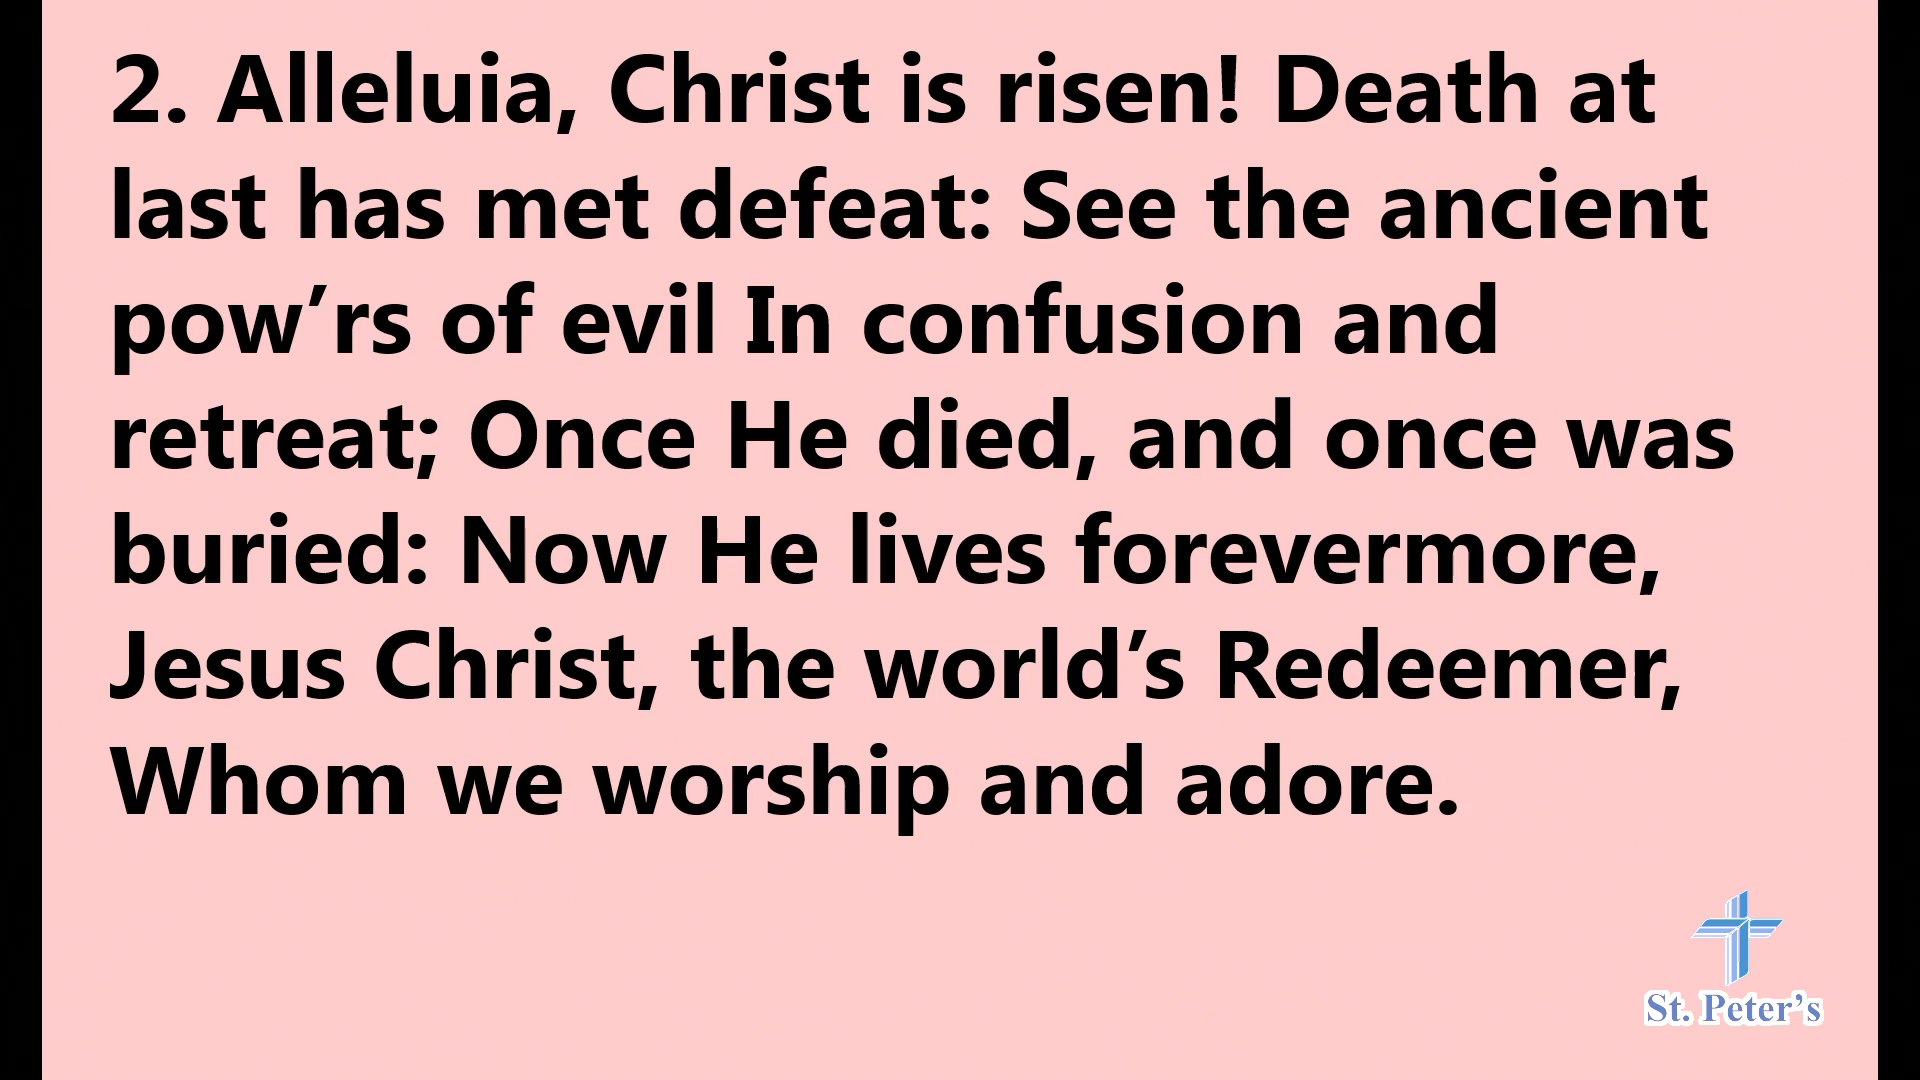 2. Alleluia, Christ is risen! Death at
last has met defeat: See the ancient
pow’rs of evil In confusion and
retreat; Once He died, and once was
buried: Now He lives forevermore,
Jesus Christ, the world’s Redeemer,
Whom we worship and adore.
St. Peter’s